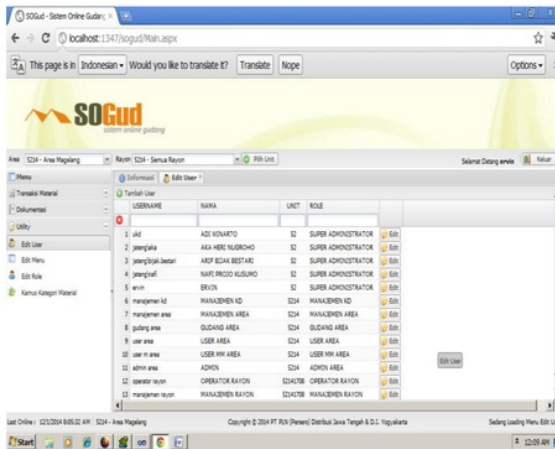 SOGud - Sistem Online Gudang
localhost:1347/sogud/Main.aspx
This page is in Indonesian Would you like to translate it? Translate Nope Options
SOGud
sistem online gudang
Area 5214 - Area Magelang Rayon 5214 - Semua Rayon Pilih Unit Selamat Datang ervin Keluar
Menu
Transaksi Material
Dokumentasi
Utility
Edit User
Edit Menu
Edit Role
Kamus Kategori Material
Informasi Edit User
Tambah User
USERNAME NAMA UNIT ROLE
1 ukd ADI WINARTO 52 SUPER ADMINISTRATOR Edit
2 jateng\aka AKA HERI NUGROHO 52 SUPER ADMINISTRATOR Edit
3 jateng\bijak.bestari ARIF BIJAK BESTARI 52 SUPER ADMINISTRATOR Edit
4 jateng\nafi NAFI PROJO KUSUMO 52 SUPER ADMINISTRATOR Edit
5 ervin ERVIN 52 SUPER ADMINISTRATOR Edit
6 manajemen kd MANAJEMEN KD 5214 MANAJEMEN KD Edit
7 manajemen area MANAJEMEN AREA 5214 MANAJEMEN AREA Edit
8 gudang area GUDANG AREA 5214 GUDANG AREA Edit
9 user area USER AREA 5214 USER AREA Edit
10 user m area USER MM AREA 5214 USER MM AREA Edit
11 admin area ADMIN 5214 ADMIN AREA Edit
12 operator rayon OPERATOR RAYON 52141708 OPERATOR RAYON Edit
13 manajemen rayon MANAJEMEN RAYON 52141708 MANAJEMEN RAYON Edit
Edit User
Last Online : 12/1/2014 8:05:02 AM 5214 - Area Magelang Copyright © 2014 PT PLN (Persero) Distribusi Jawa Tengah & D.I. Yogyakarta Sedang Loading Menu Edit
Start 12:09 AM